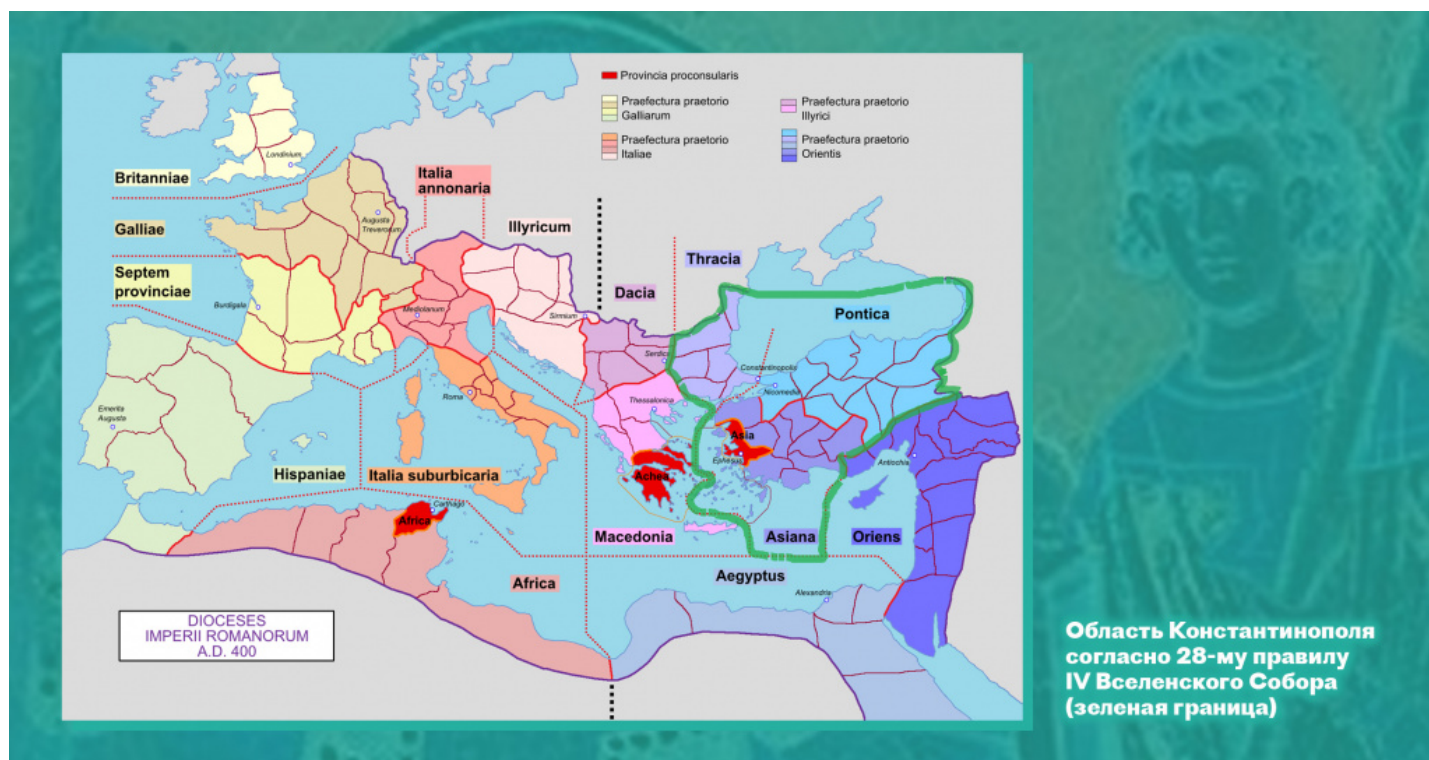 Provincia proconsularis
Praefectura praetorio
Galliarum
Praefectura praetorio
Illyrici
Praefectura praetorio
Italiae
Praefectura praetorio
Orientis
Londinium
Britanniae
Italia
annonaria
Augusta
Treverorum
Galliae
Illyricum
Thracia
Septem
provinciae
Dacia
Burdigala
Mediolanum
Sirmium
Pontica
Serdica
Constantinopolis
Nicomedia
Emerita
Augusta
Roma
Thessalonica
Asia
Ephesus
Antiochia
Hispaniae
Italia suburbicaria
Achea
Carthago
Africa
Macedonia
Asiana
Oriens
Africa
Aegyptus
Alexandria
DIOCESES
IMPERII ROMANORUM
A.D. 400
Область Константинополя
согласно 28-му правилу
IV Вселенского Собора
(зеленая граница)